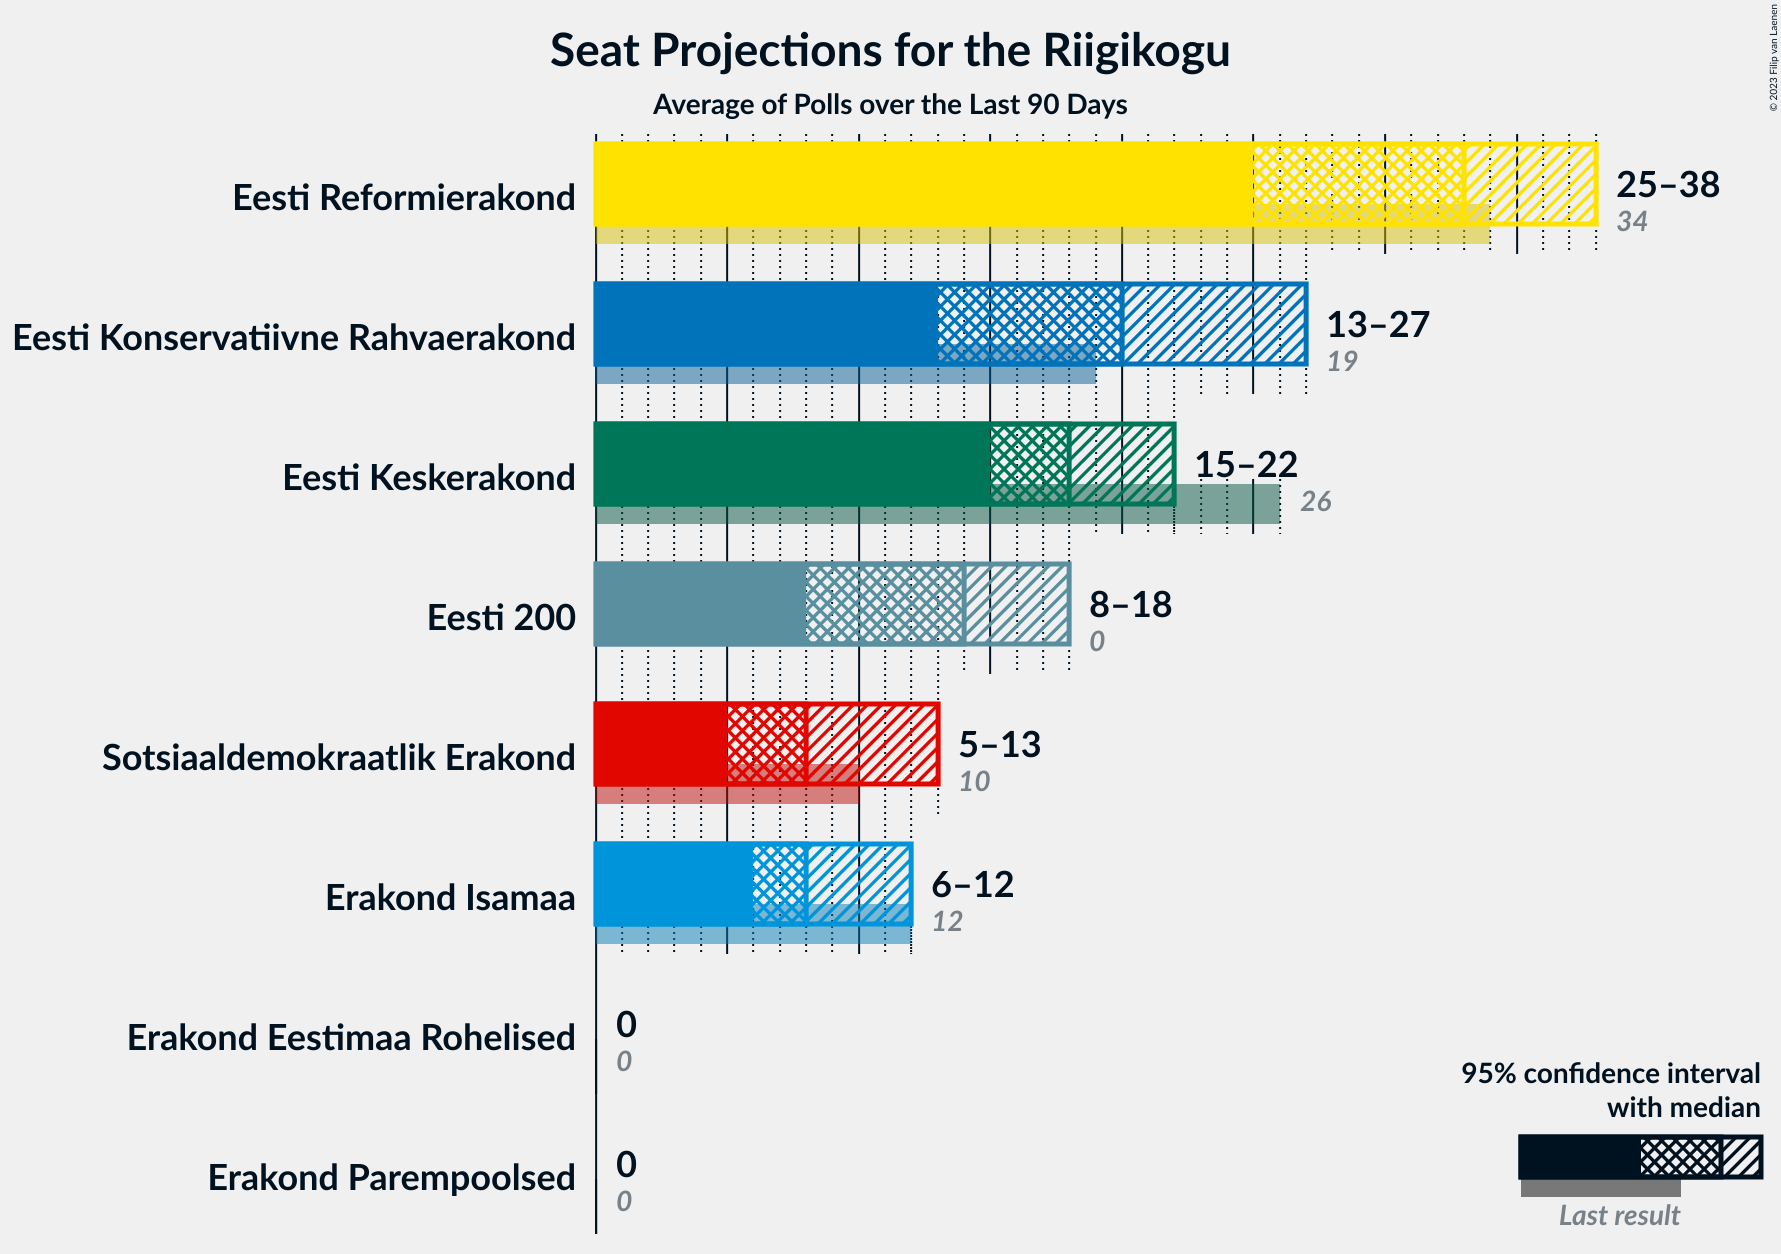 Seat Projections for the Riigikogu
Average of Polls over the Last 90 Days
© 2023 Filip van Laenen
Eesti Reformierakond
25–38
34
Eesti Konservatiivne Rahvaerakond
13–27
19
Eesti Keskerakond
15–22
26
Eesti 200
8–18
0
Sotsiaaldemokraatlik Erakond
5–13
10
Erakond Isamaa
6–12
12
Erakond Eestimaa Rohelised
0
0
Erakond Parempoolsed
0
0
95% confidence interval
with median
Last result